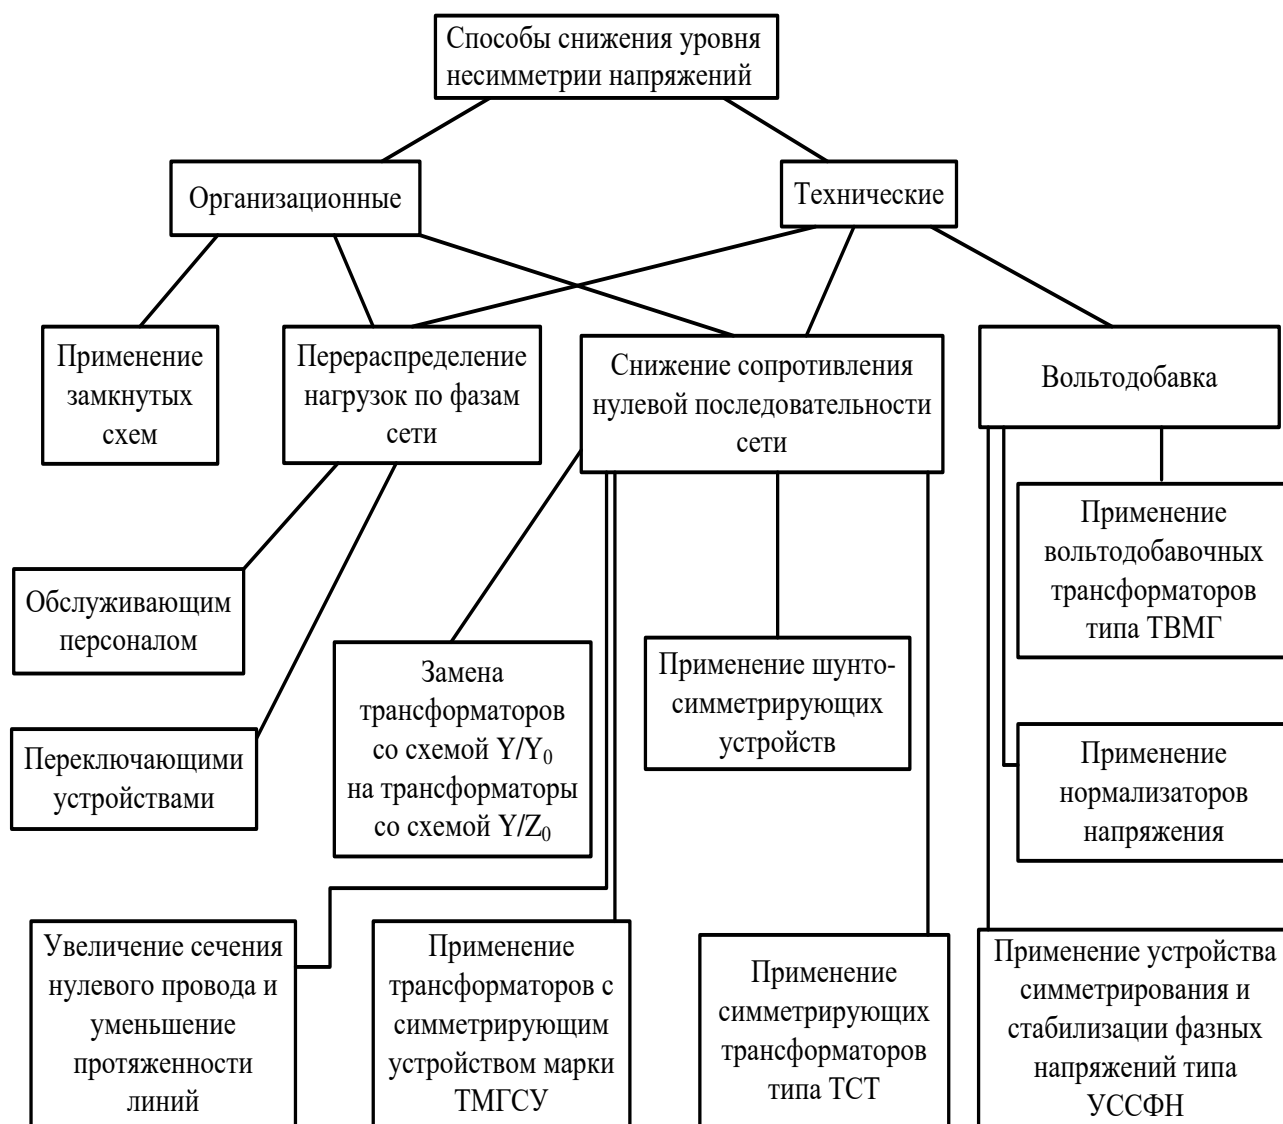 Способы снижения уровня
несимметрии напряжений
Организационные
Технические
Применение
замкнутых
схем
Перераспределение
нагрузок по фазам
сети
Снижение сопротивления
нулевой последовательности
сети
Вольтодобавка
Обслуживающим
персоналом
Переключающими
устройствами
Замена
трансформаторов
со схемой Y/Y₀
на трансформаторы
со схемой Y/Z₀
Применение шунто-
симметрирующих
устройств
Применение
вольтодобавочных
трансформаторов
типа ТВМГ
Применение
нормализаторов
напряжения
Увеличение сечения
нулевого провода и
уменьшение
протяженности
линий
Применение
трансформаторов с
симметрирующим
устройством марки
ТМГСУ
Применение
симметрирующих
трансформаторов
типа ТСТ
Применение устройства
симметрирования и
стабилизации фазных
напряжений типа
УССФН